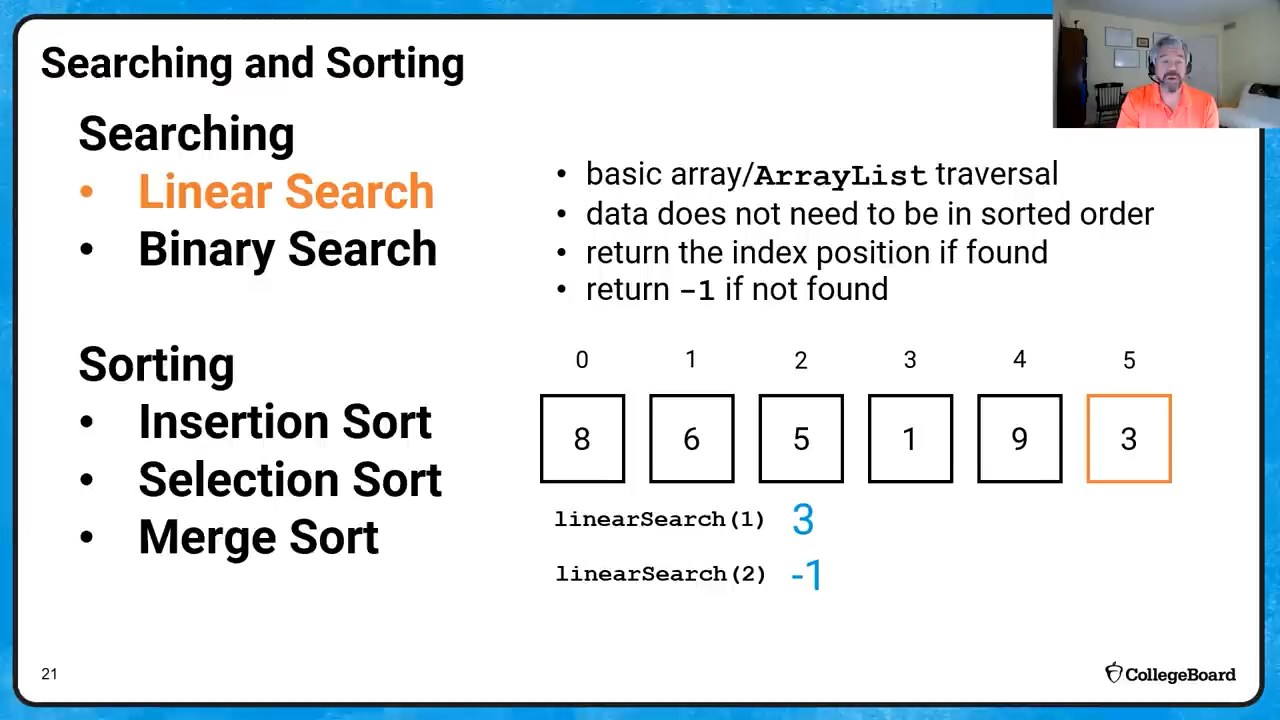 Searching and Sorting
Searching
• Linear Search
• Binary Search
Sorting
• Insertion Sort
• Selection Sort
• Merge Sort
• basic array/ArrayList traversal
• data does not need to be in sorted order
• return the index position if found
• return -1 if not found
0 1 2 3 4 5
8 6 5 1 9 3
linearSearch(1) 3
linearSearch(2) -1
21
CollegeBoard